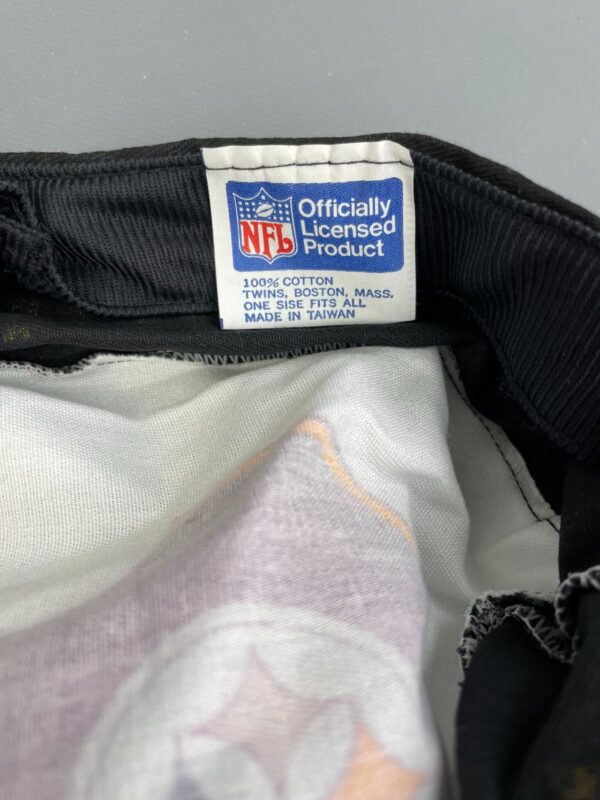 NFL
Officially
Licensed
Product
100% COTTON
TWINS, BOSTON, MASS.
ONE SISE FITS ALL
MADE IN TAIWAN